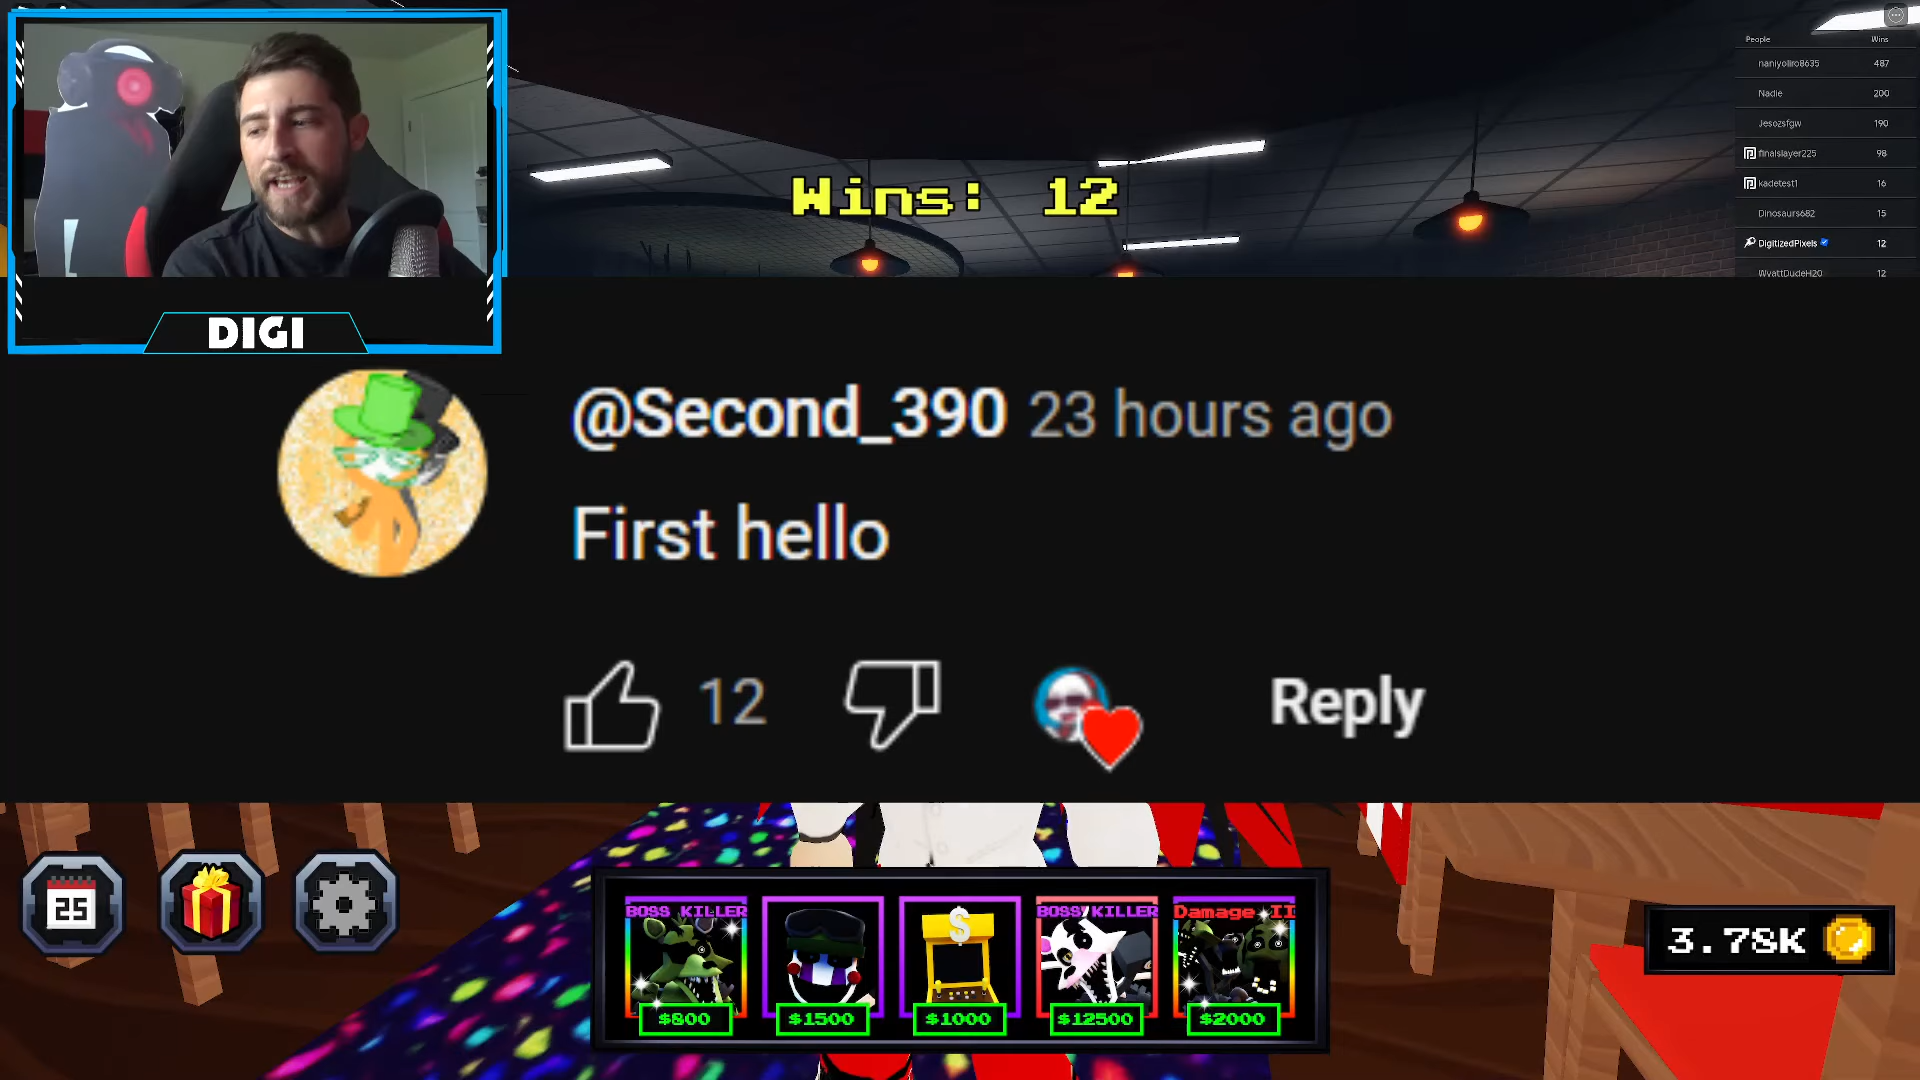 People Wins
naniyoliro8635 487
Nadie 200
Jesozsfgw 190
finalslayer225 98
kadetest1 16
Dinosaurs682 15
DigitizedPixels 12
WyattDudeH20 12
Wins: 12
DIGI
@Second_390 23 hours ago
First hello
12 Reply
25
BOSS KILLER
$800
$1500
$
$1000
BOSS KILLER
$12500
Damage II
$2000
3.78K